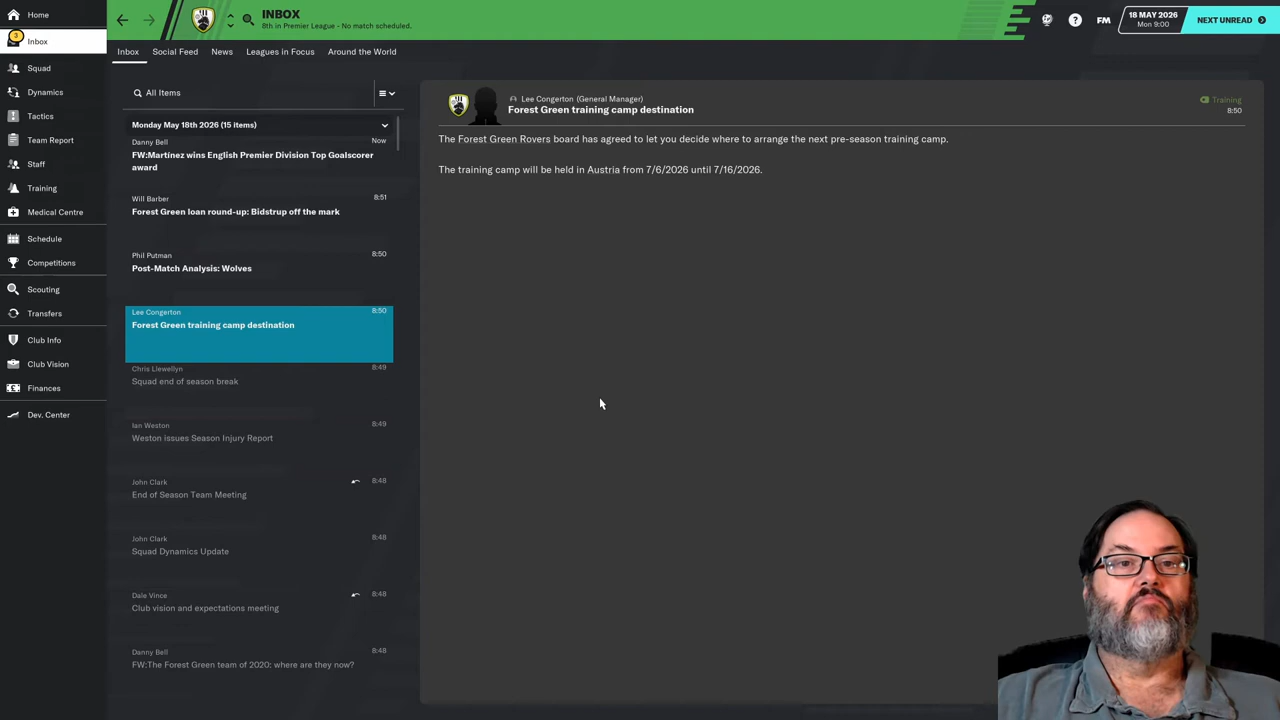 Home
INBOX
8th in Premier League - No match scheduled.
FM
18 MAY 2026
Mon 9:00
NEXT UNREAD
3
Inbox
Squad
Dynamics
Tactics
Team Report
Staff
Training
Medical Centre
Schedule
Competitions
Scouting
Transfers
Club Info
Club Vision
Finances
Dev. Center
Inbox
Social Feed
News
Leagues in Focus
Around the World
All Items
Monday May 18th 2026 (15 items)
Danny Bell
Now
FW:Martínez wins English Premier Division Top Goalscorer
award
Will Barber
8:51
Forest Green loan round-up: Bidstrup off the mark
Phil Putman
8:50
Post-Match Analysis: Wolves
Lee Congerton
8:50
Forest Green training camp destination
Chris Llewellyn
8:49
Squad end of season break
Ian Weston
8:49
Weston issues Season Injury Report
John Clark
8:48
End of Season Team Meeting
John Clark
8:48
Squad Dynamics Update
Dale Vince
8:48
Club vision and expectations meeting
Danny Bell
8:48
FW:The Forest Green team of 2020: where are they now?
Lee Congerton (General Manager)
Forest Green training camp destination
Training
8:50
The Forest Green Rovers board has agreed to let you decide where to arrange the next pre-season training camp.
The training camp will be held in Austria from 7/6/2026 until 7/16/2026.